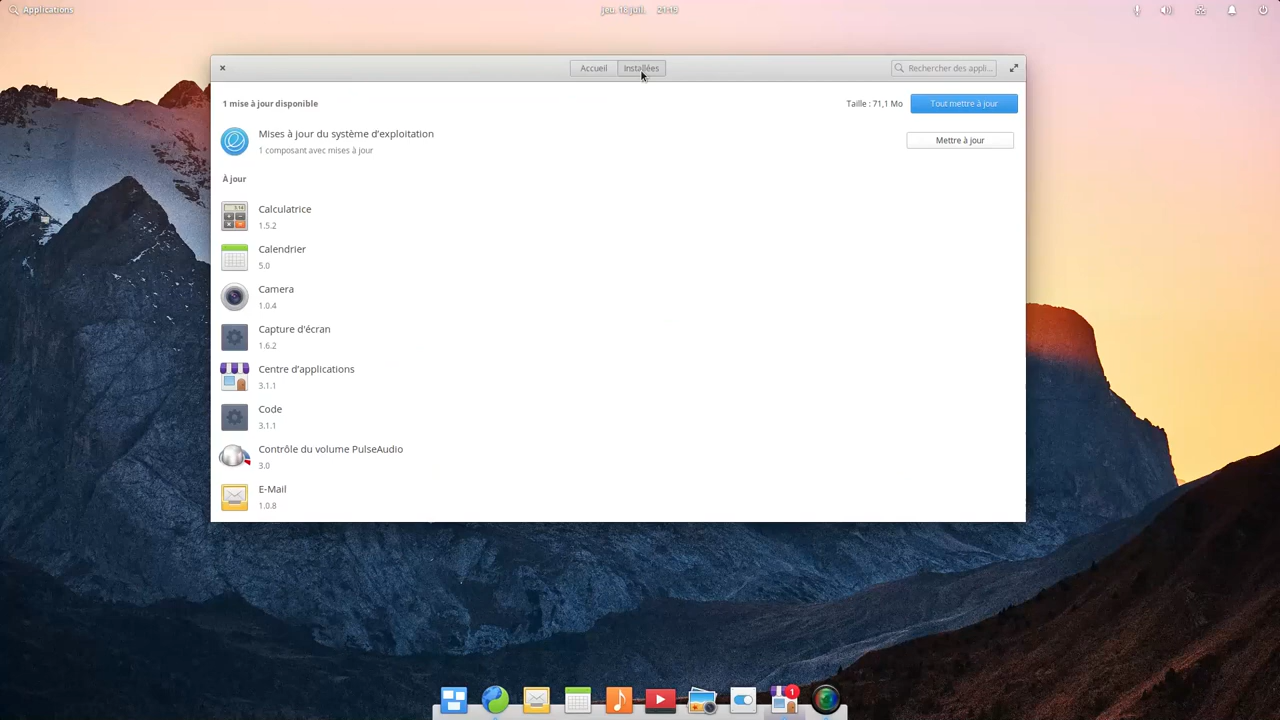 Applications
jeu. 18 juil. 21:19
Accueil
Installées
Rechercher des appli...
1 mise à jour disponible
Taille : 71,1 Mo
Tout mettre à jour
Mises à jour du système d'exploitation
1 composant avec mises à jour
Mettre à jour
À jour
Calculatrice
1.5.2
Calendrier
5.0
Camera
1.0.4
Capture d'écran
1.6.2
Centre d'applications
3.1.1
Code
3.1.1
Contrôle du volume PulseAudio
3.0
E-Mail
1.0.8
1